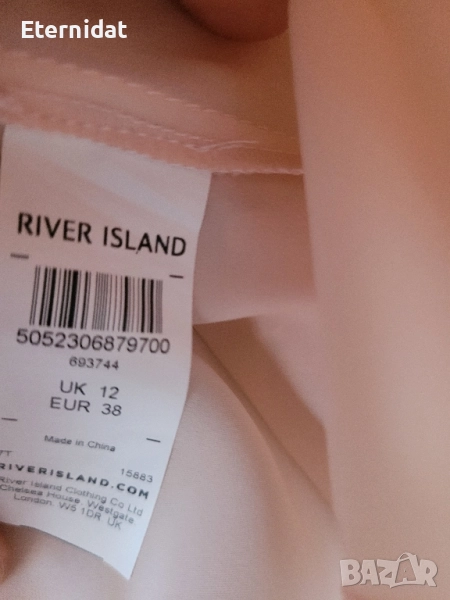 Eternidat
RIVER ISLAND
5052306879700
693744
UK 12
EUR 38
Made in China
15883
RIVERISLAND.COM
River Island Clothing Co Ltd
Chelsea House, Westgate,
London. W5 1DR UK
BAZAR